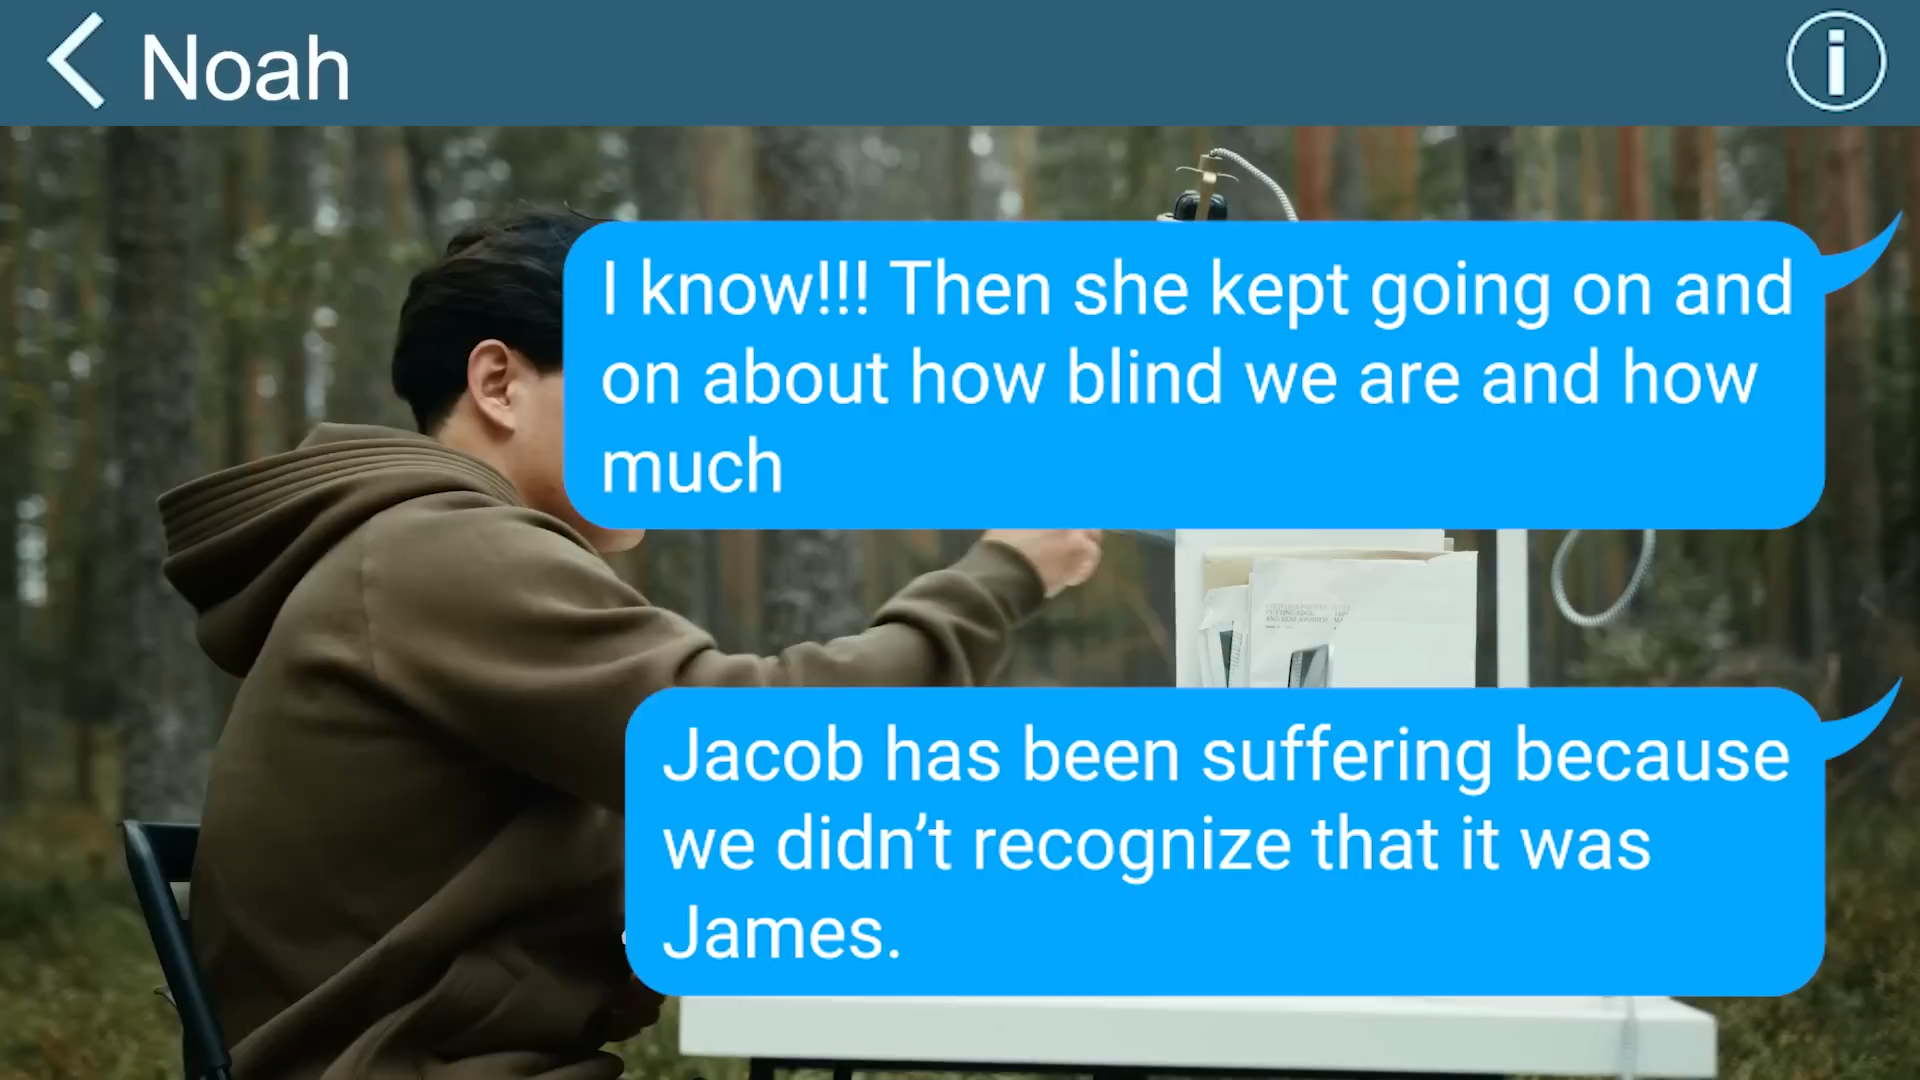 Noah
I know!!! Then she kept going on and
on about how blind we are and how
much
Jacob has been suffering because
we didn’t recognize that it was
James.